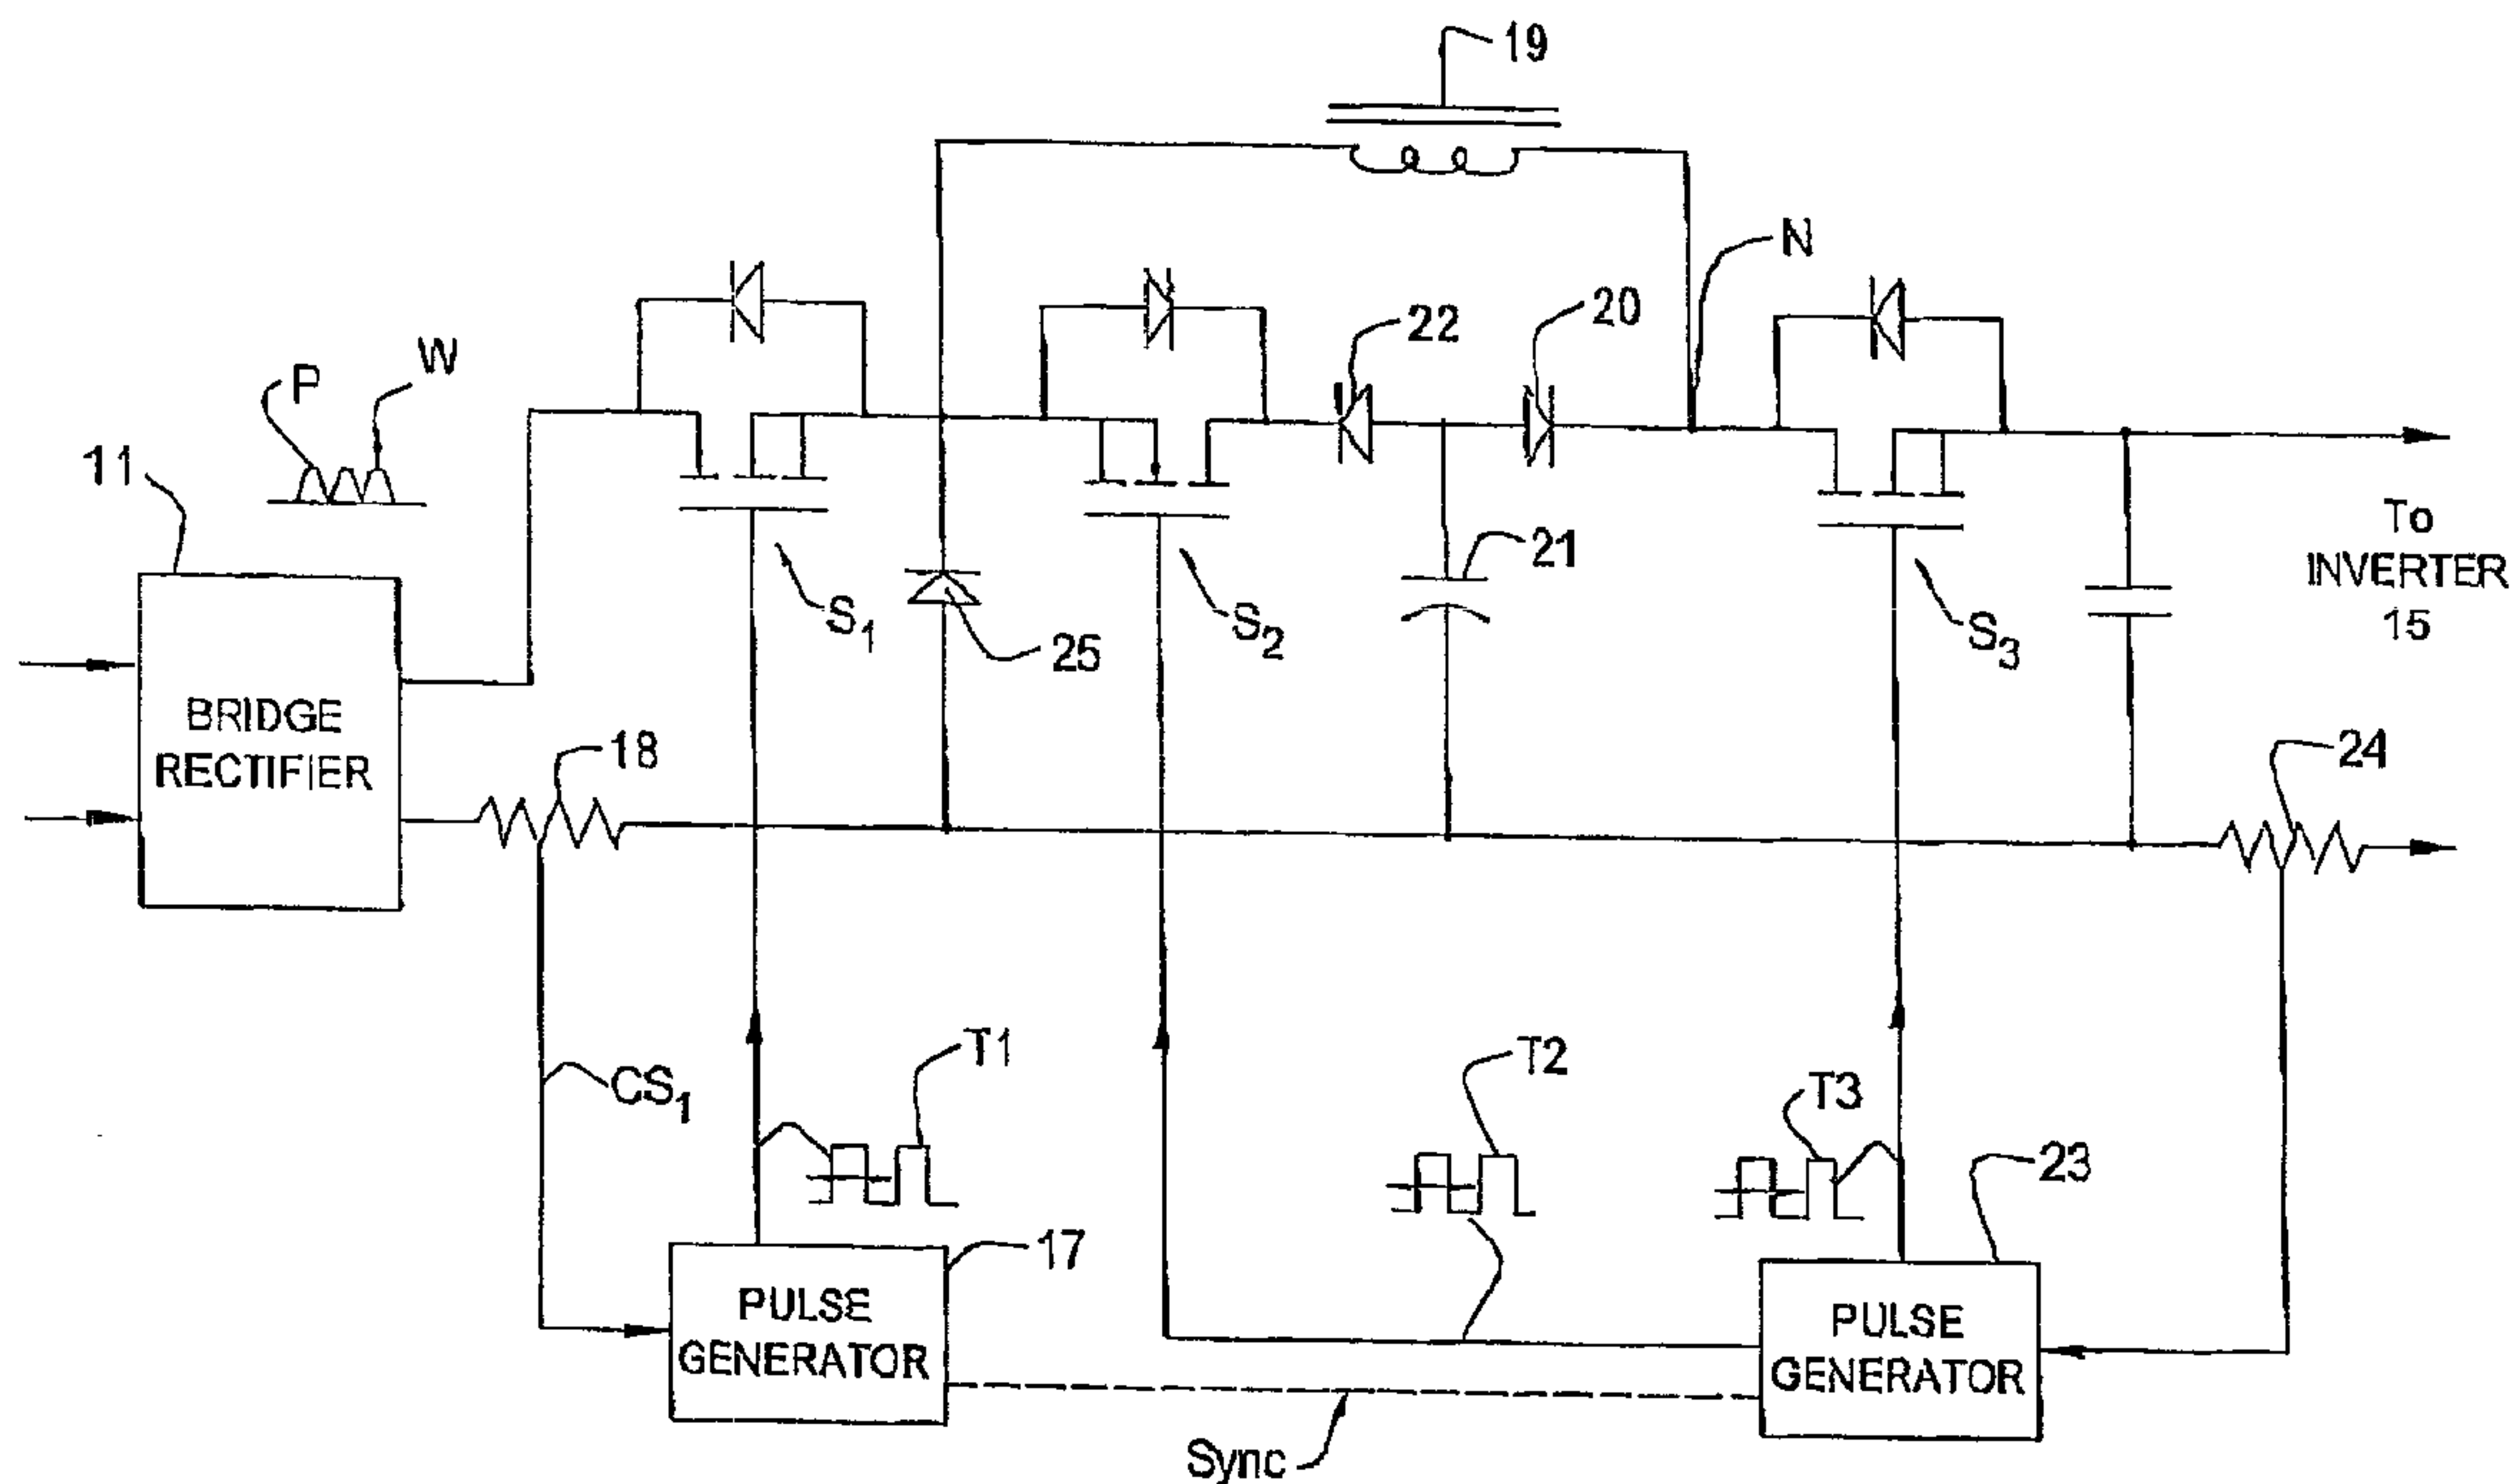 19
N
P
W
22
20
11
21
To
INVERTER
15
S1
25
S2
S3
BRIDGE
RECTIFIER
18
24
CS1
T1
T2
T3
23
17
PULSE
GENERATOR
PULSE
GENERATOR
Sync